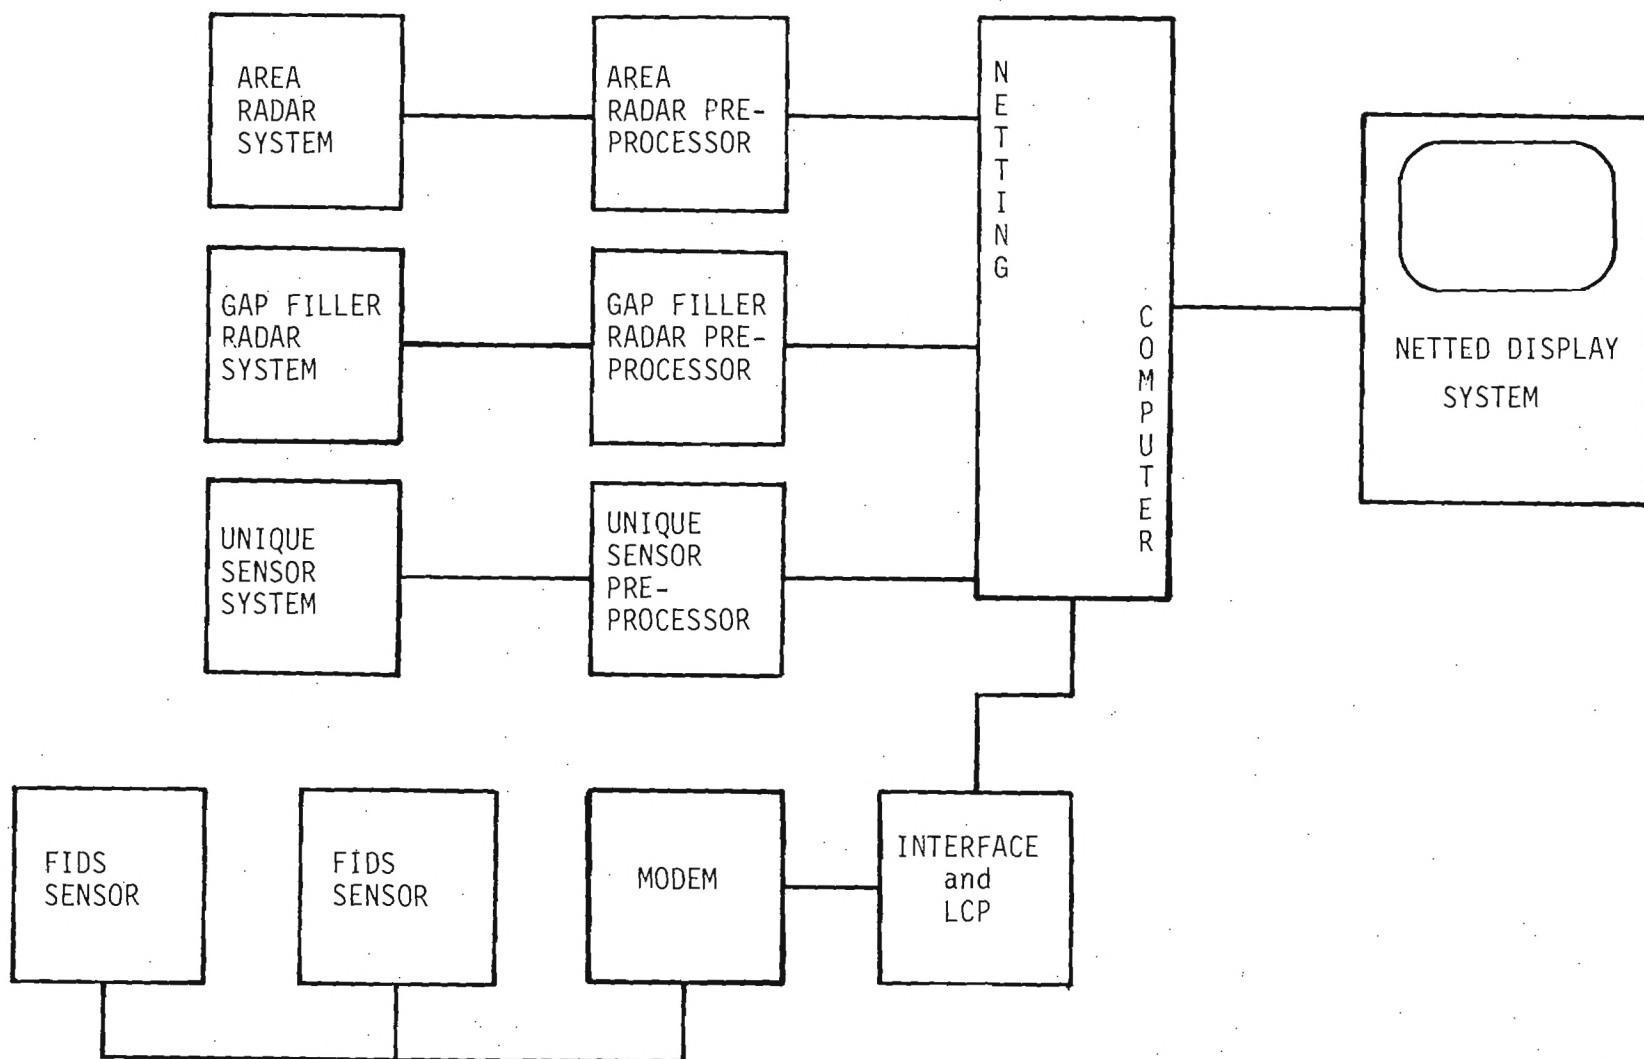 AREA
RADAR
SYSTEM
AREA
RADAR PRE-
PROCESSOR
NETTING
COMPUTER
GAP FILLER
RADAR
SYSTEM
GAP FILLER
RADAR PRE-
PROCESSOR
NETTED DISPLAY
SYSTEM
UNIQUE
SENSOR
SYSTEM
UNIQUE
SENSOR
PRE-
PROCESSOR
FIDS
SENSOR
FIDS
SENSOR
MODEM
INTERFACE
and
LCP